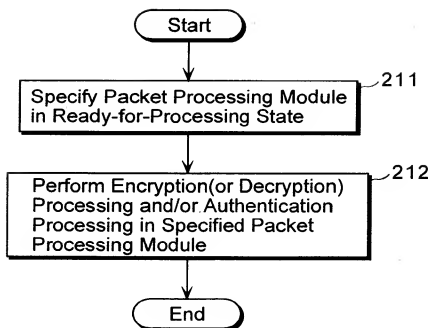 Start
211
Specify Packet Processing Module
in Ready-for-Processing State
212
Perform Encryption(or Decryption)
Processing and/or Authentication
Processing in Specified Packet
Processing Module
End